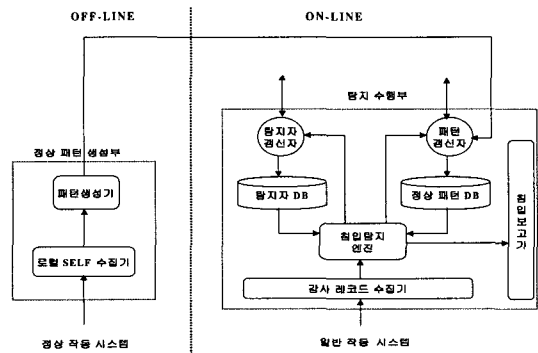 OFF-LINE
ON-LINE
탐지 수행부
탐지자
갱신자
패턴
갱신자
정상 패턴 생성부
패턴생성기
탐지자 DB
정상 패턴 DB
침입보고기
침입탐지
엔진
로컬 SELF 수집기
감사 레코드 수집기
정상 작동 시스템
일반 작동 시스템